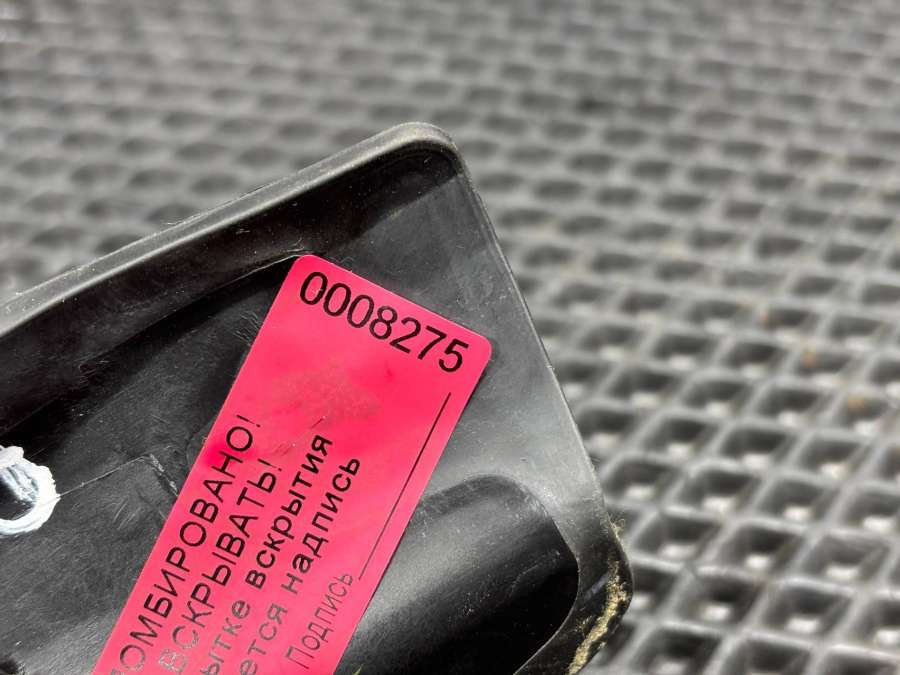 0008275
ОМБИРОВАНО!
ВСКРЫВАТЬ!
ытке вскрытия
ется надпись
Подпись